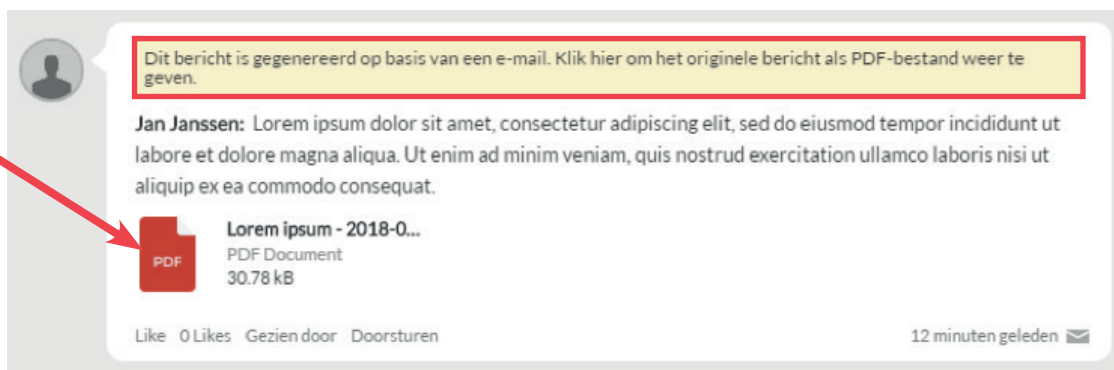 Dit bericht is gegenereerd op basis van een e-mail. Klik hier om het originele bericht als PDF-bestand weer te
geven.
Jan Janssen: Lorem ipsum dolor sit amet, consectetur adipiscing elit, sed do eiusmod tempor incididunt ut
labore et dolore magna aliqua. Ut enim ad minim veniam, quis nostrud exercitation ullamco laboris nisi ut
aliquip ex ea commodo consequat.
PDF
Lorem ipsum - 2018-0...
PDF Document
30.78 kB
Like 0 Likes Gezien door Doorsturen 12 minuten geleden